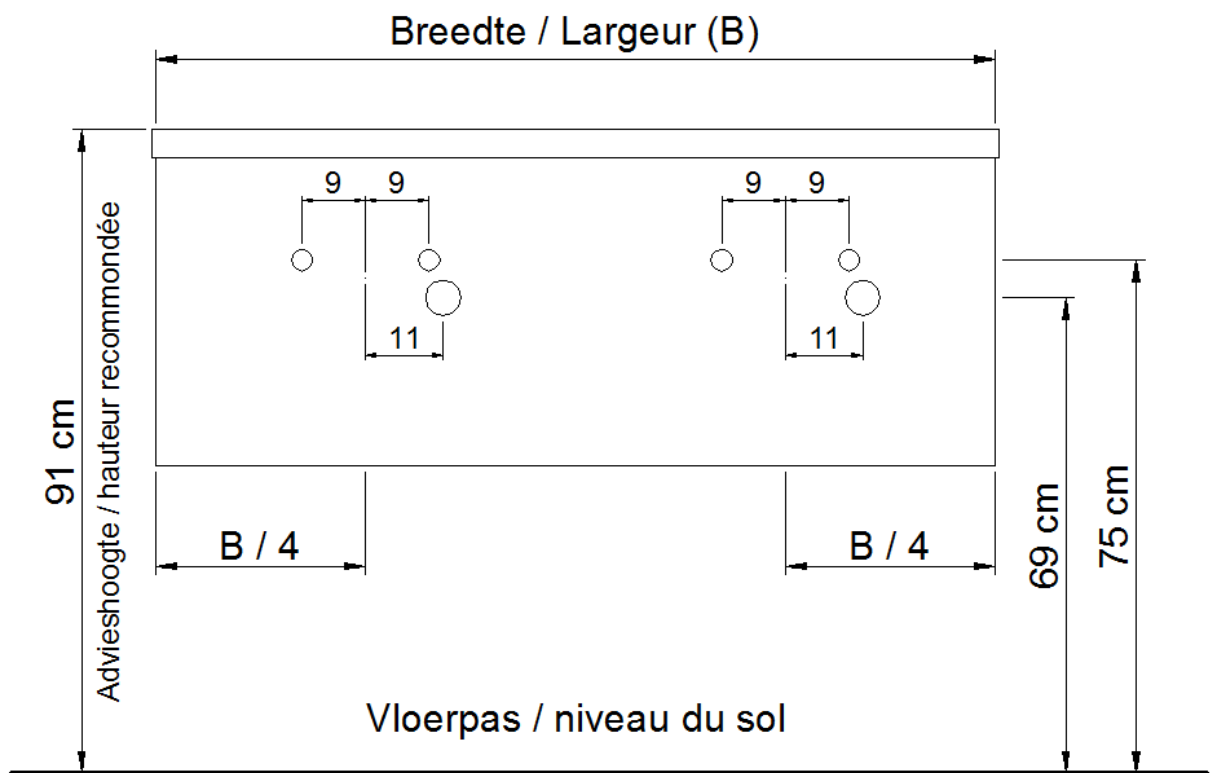 Breedte / Largeur (B)
9
9
9
9
11
11
91 cm
Advieshoogte / hauteur recommondée
B / 4
B / 4
69 cm
75 cm
Vloerpas / niveau du sol